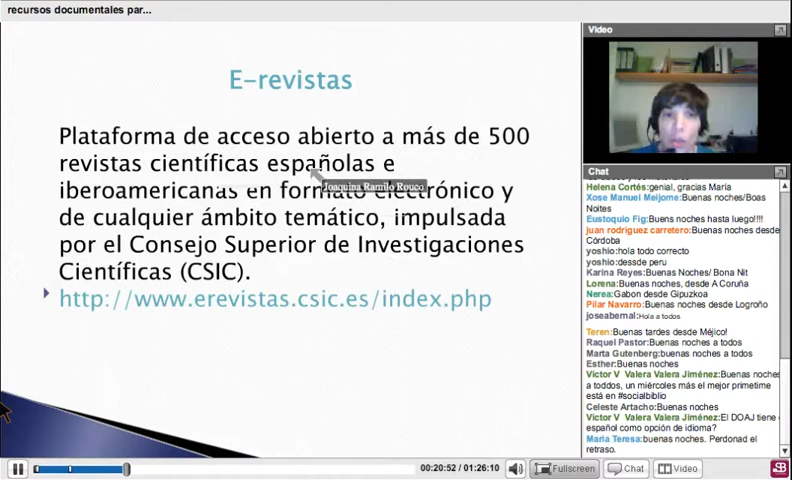 recursos documentales par...
E-revistas
Plataforma de acceso abierto a más de 500
revistas científicas españolas e
Joaquina Ramilo Rouco
iberoamericanas en formato electrónico y
de cualquier ámbito temático, impulsada
por el Consejo Superior de Investigaciones
Científicas (CSIC).
http://www.erevistas.csic.es/index.php
Video
Chat
Helena Cortés:genial, gracias María
Xose Manuel Meijome:Buenas noches/Boas
Noites
Eustoquio Fig:Buens noches hasta luego!!!!
juan rodriguez carretero:Buenas noches desde
Córdoba
yoshio:hola todo correcto
yoshio:dessde peru
Karina Reyes:Buenas Noches/ Bona Nit
Lorena:Buenas noches, desde A Coruña
Nerea:Gabon desde Gipuzkoa
Pilar Navarro:Buenas noches desde Logroño
joseabernal:Hola a todos
Teren:Buenas tardes desde Méjico!
Raquel Pastor:Buenas noches a todos
Marta Gutenberg:buenas noches a todos
Esther:Buenas noches
Victor V Valera Valera Jiménez:Buenas noches
a toddos, un miércoles más el mejor primetime
está en #socialbiblio
Celeste Artacho:Buenas noches
Victor V Valera Valera Jiménez:El DOAJ tiene el
español como opción de idioma?
Maria Teresa:buenas noches. Perdonad el
retraso.
00:20:52 / 01:26:10
Fullscreen
Chat
Video
SB